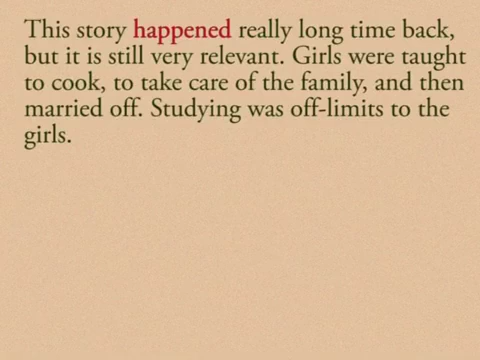 This story happened really long time back,
but it is still very relevant. Girls were taught
to cook, to take care of the family, and then
married off. Studying was off-limits to the
girls.